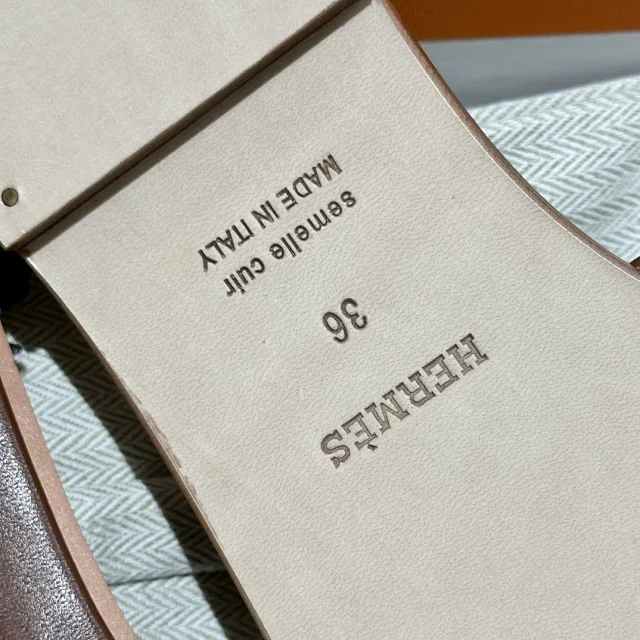 HERMÈS
36
semelle cuir
MADE IN ITALY